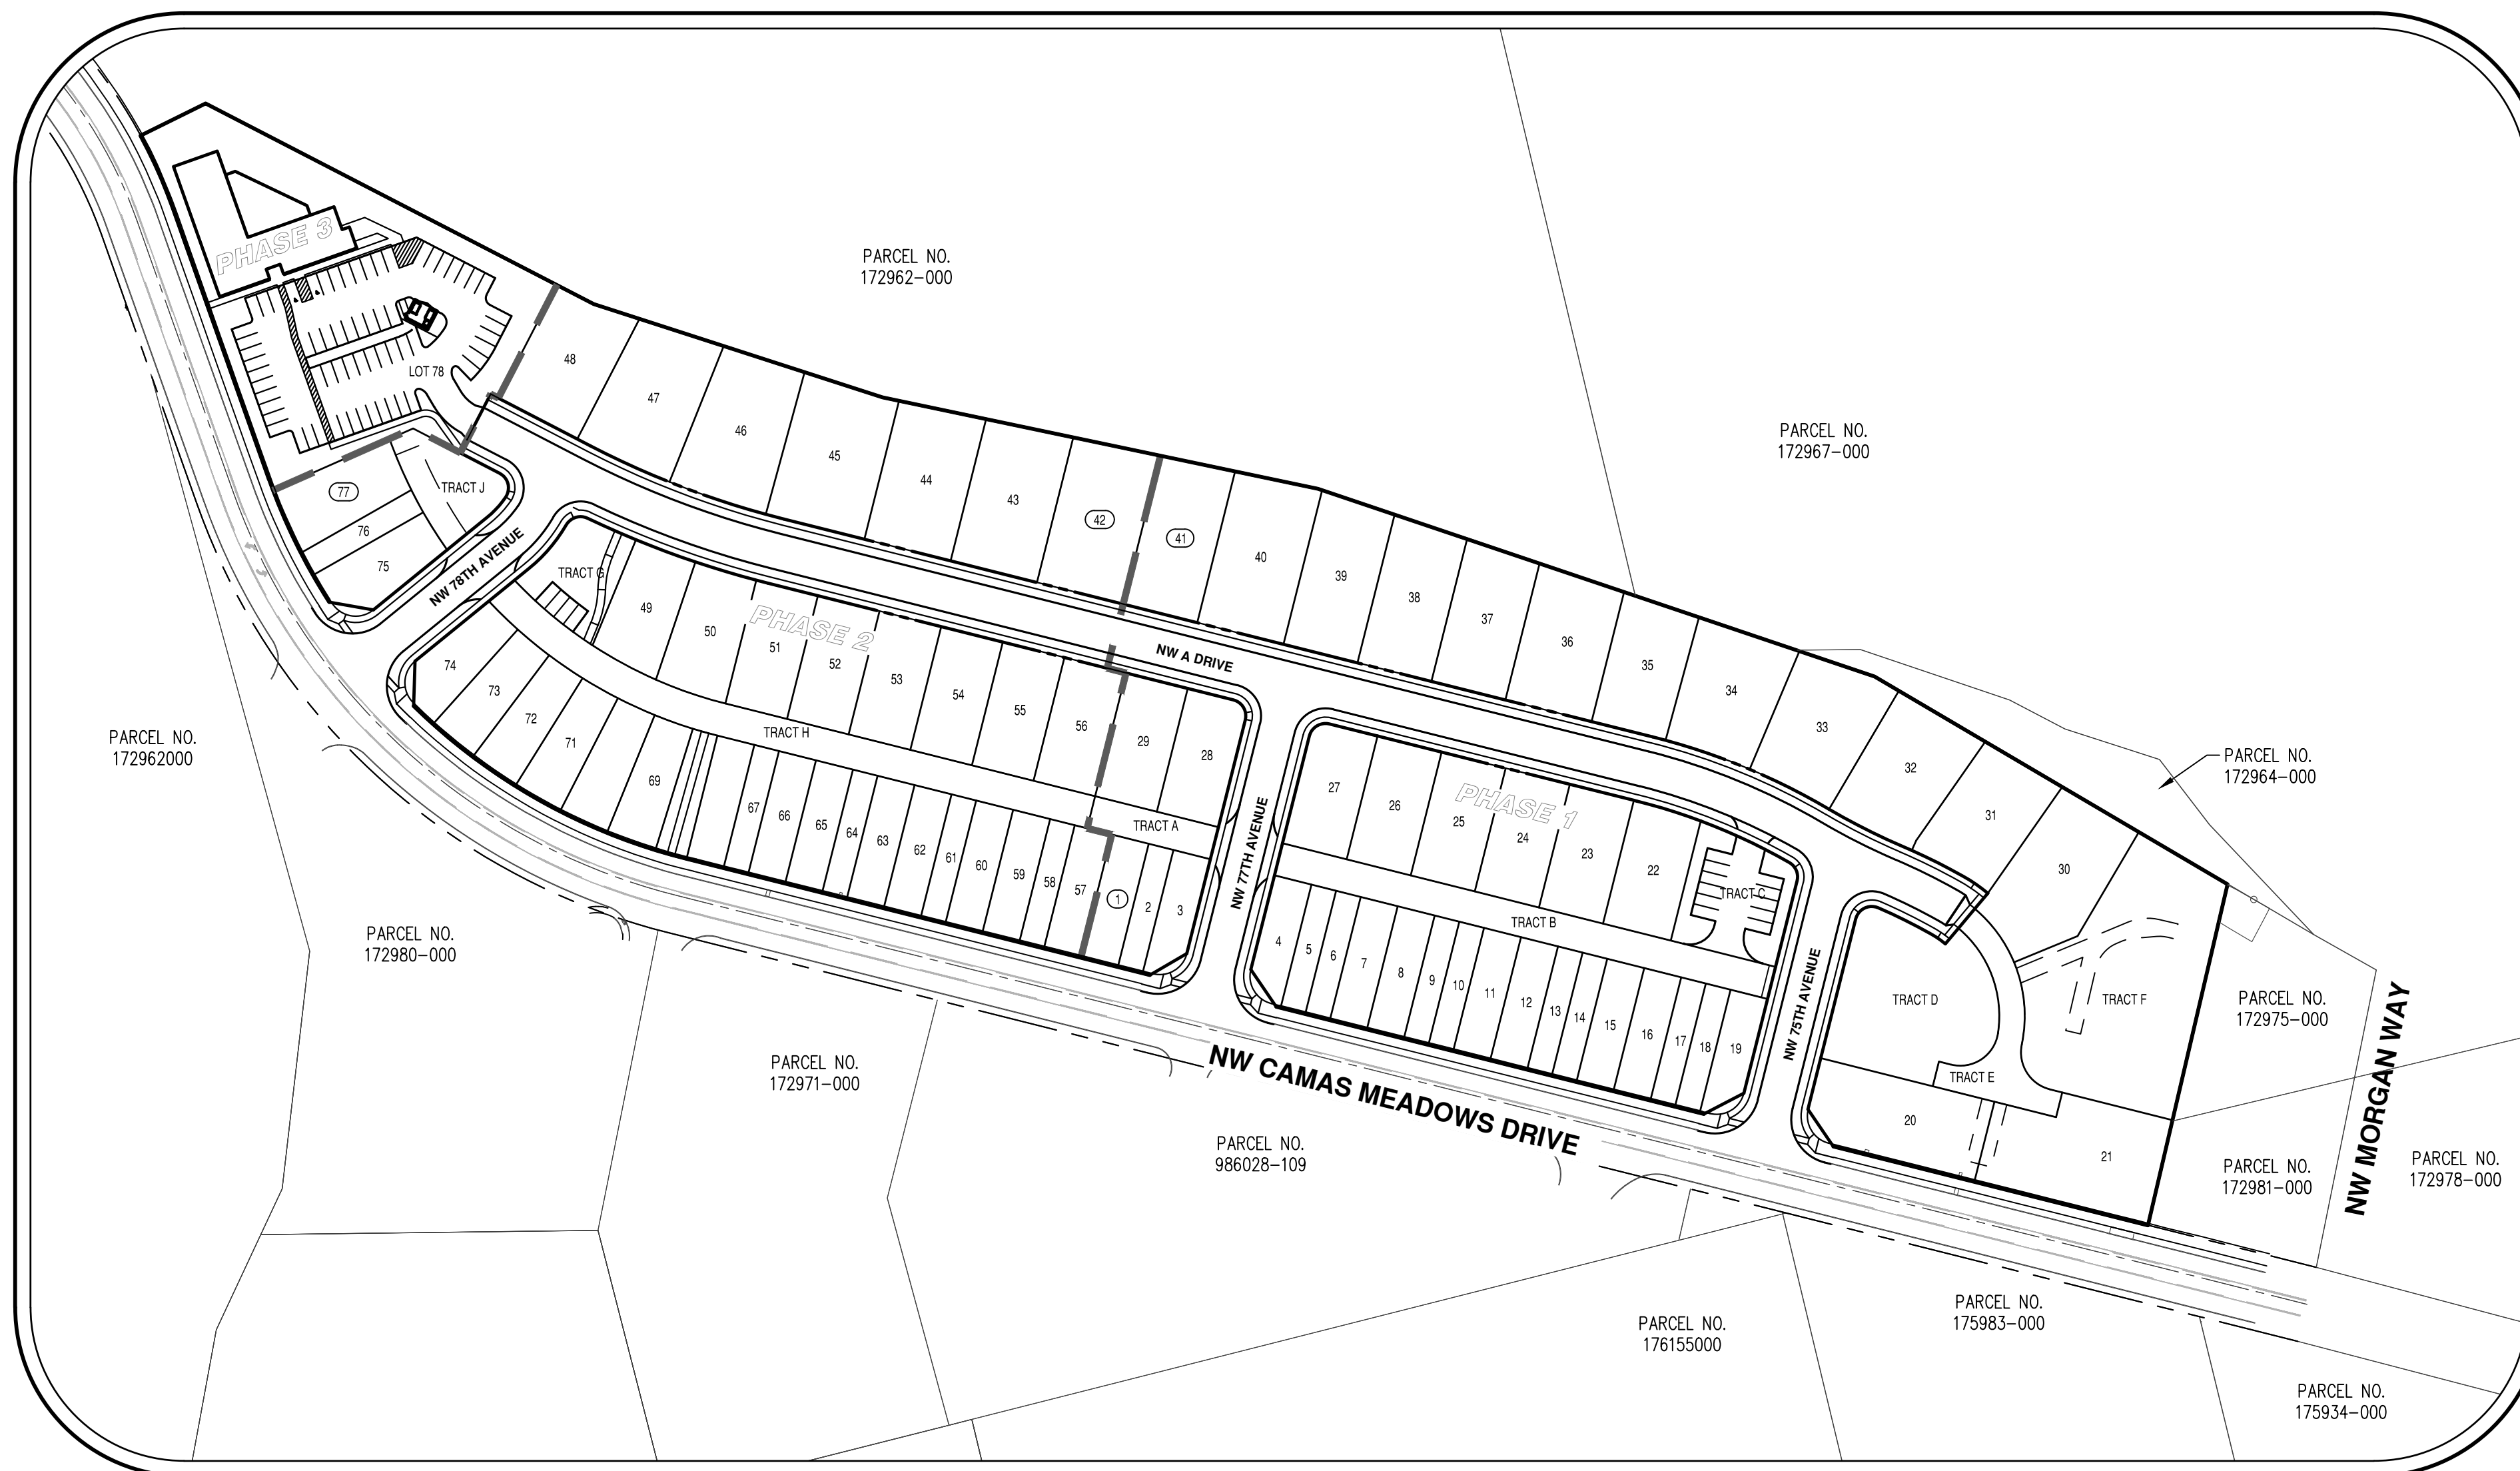 PHASE 3
LOT 78
PARCEL NO.
172962-000
PARCEL NO.
172967-000
48
47
46
45
44
43
42
41
40
39
38
37
36
35
34
33
32
31
30
77
76
75
TRACT J
NW 78TH AVENUE
TRACT G
49
50
51
52
53
54
55
56
29
28
PHASE 2
NW A DRIVE
74
73
72
71
69
TRACT H
67
66
65
64
63
62
61
60
59
58
57
1
2
3
TRACT A
NW 77TH AVENUE
27
26
25
24
23
22
PHASE 1
TRACT C
TRACT B
4
5
6
7
8
9
10
11
12
13
14
15
16
17
18
19
NW 75TH AVENUE
TRACT D
TRACT E
TRACT F
20
21
PARCEL NO.
172964-000
PARCEL NO.
172975-000
NW MORGAN WAY
PARCEL NO.
172981-000
PARCEL NO.
172978-000
PARCEL NO.
172962000
PARCEL NO.
172980-000
PARCEL NO.
172971-000
NW CAMAS MEADOWS DRIVE
PARCEL NO.
986028-109
PARCEL NO.
176155000
PARCEL NO.
175983-000
PARCEL NO.
175934-000